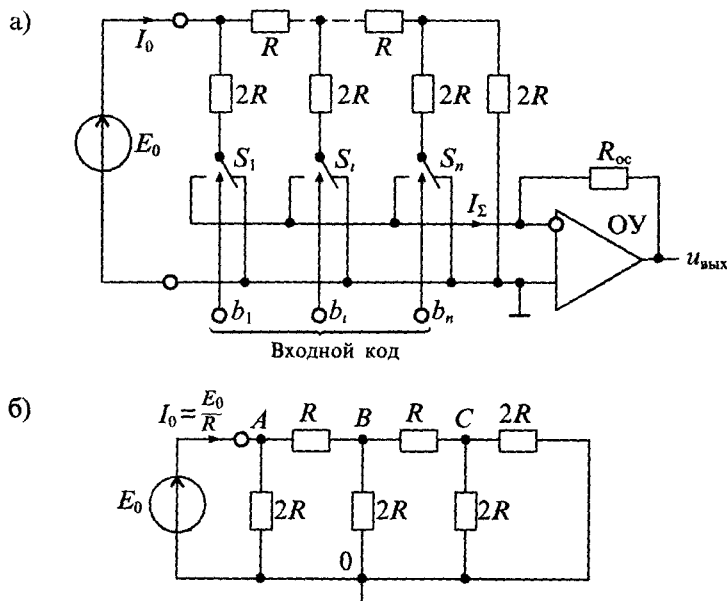 а)
I₀
R
R
2R
2R
2R
2R
E₀
S₁
Sᵢ
Sₙ
Rос
I_Σ
ОУ
uвых
b₁
bᵢ
bₙ
Входной код
б)
I₀ = E₀/R
A
R
B
R
C
2R
E₀
2R
2R
2R
0